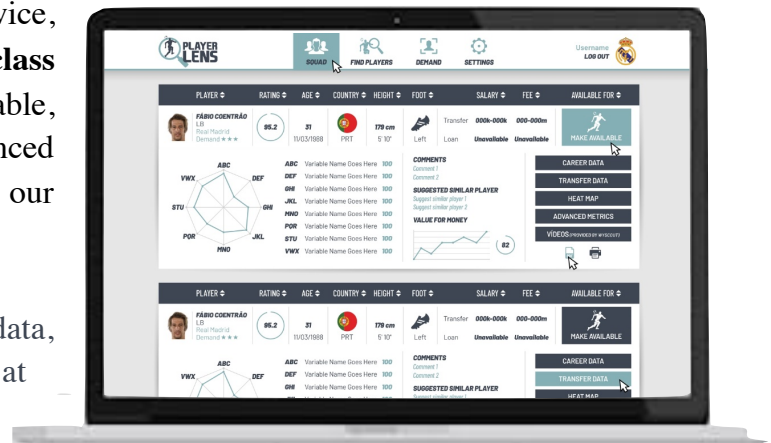 vice,
class
able,
nced
our
data,
at
PLAYER
LENS
SQUAD
FIND PLAYERS
DEMAND
SETTINGS
Username
LOG OUT
PLAYER RATING AGE COUNTRY HEIGHT FOOT SALARY FEE AVAILABLE FOR
FÁBIO COENTRÃO
LB
Real Madrid
Demand ★★★
95.2
31
11/03/1988
PRT
179 cm
5' 10"
Left
Transfer 000k-000k 000-000m
Loan Unavailable Unavailable
MAKE AVAILABLE
ABC
DEF
GHI
JKL
MNO
PQR
STU
VWX
ABC Variable Name Goes Here 100
DEF Variable Name Goes Here 100
GHI Variable Name Goes Here 100
JKL Variable Name Goes Here 100
MNO Variable Name Goes Here 100
PQR Variable Name Goes Here 100
STU Variable Name Goes Here 100
VWX Variable Name Goes Here 100
COMMENTS
Comment 1
Comment 2
SUGGESTED SIMILAR PLAYER
Suggest similar player 1
Suggest similar player 2
VALUE FOR MONEY
82
CAREER DATA
TRANSFER DATA
HEAT MAP
ADVANCED METRICS
VÍDEOS (PROVIDED BY WYSCOUT)
PLAYER RATING AGE COUNTRY HEIGHT FOOT SALARY FEE AVAILABLE FOR
FÁBIO COENTRÃO
LB
Real Madrid
Demand ★★★
95.2
31
11/03/1988
PRT
179 cm
5' 10"
Left
Transfer 000k-000k 000-000m
Loan Unavailable Unavailable
MAKE AVAILABLE
ABC
VWX
DEF
ABC Variable Name Goes Here 100
DEF Variable Name Goes Here 100
GHI Variable Name Goes Here 100
COMMENTS
Comment 1
Comment 2
SUGGESTED SIMILAR PLAYER
CAREER DATA
TRANSFER DATA
HEAT MAP